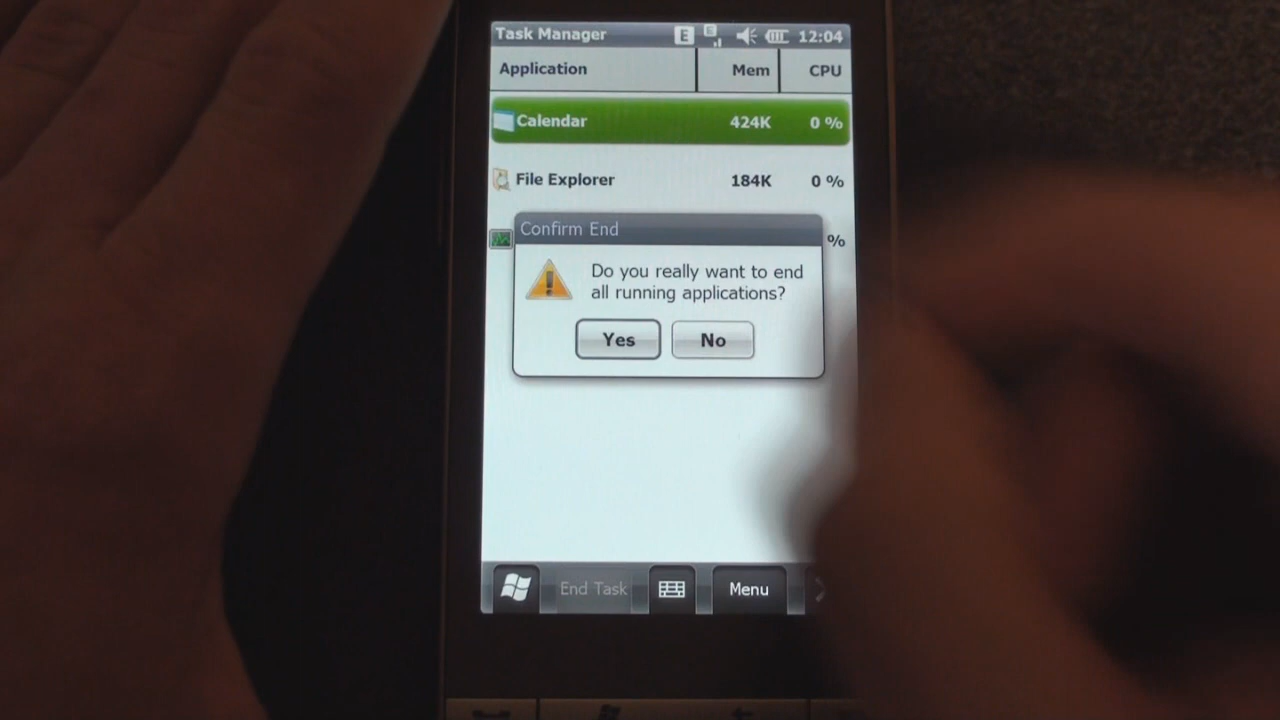 Task Manager E E 12:04
Application Mem CPU
Calendar 424K 0 %
File Explorer 184K 0 %
%
Confirm End
Do you really want to end
all running applications?
Yes No
End Task Menu